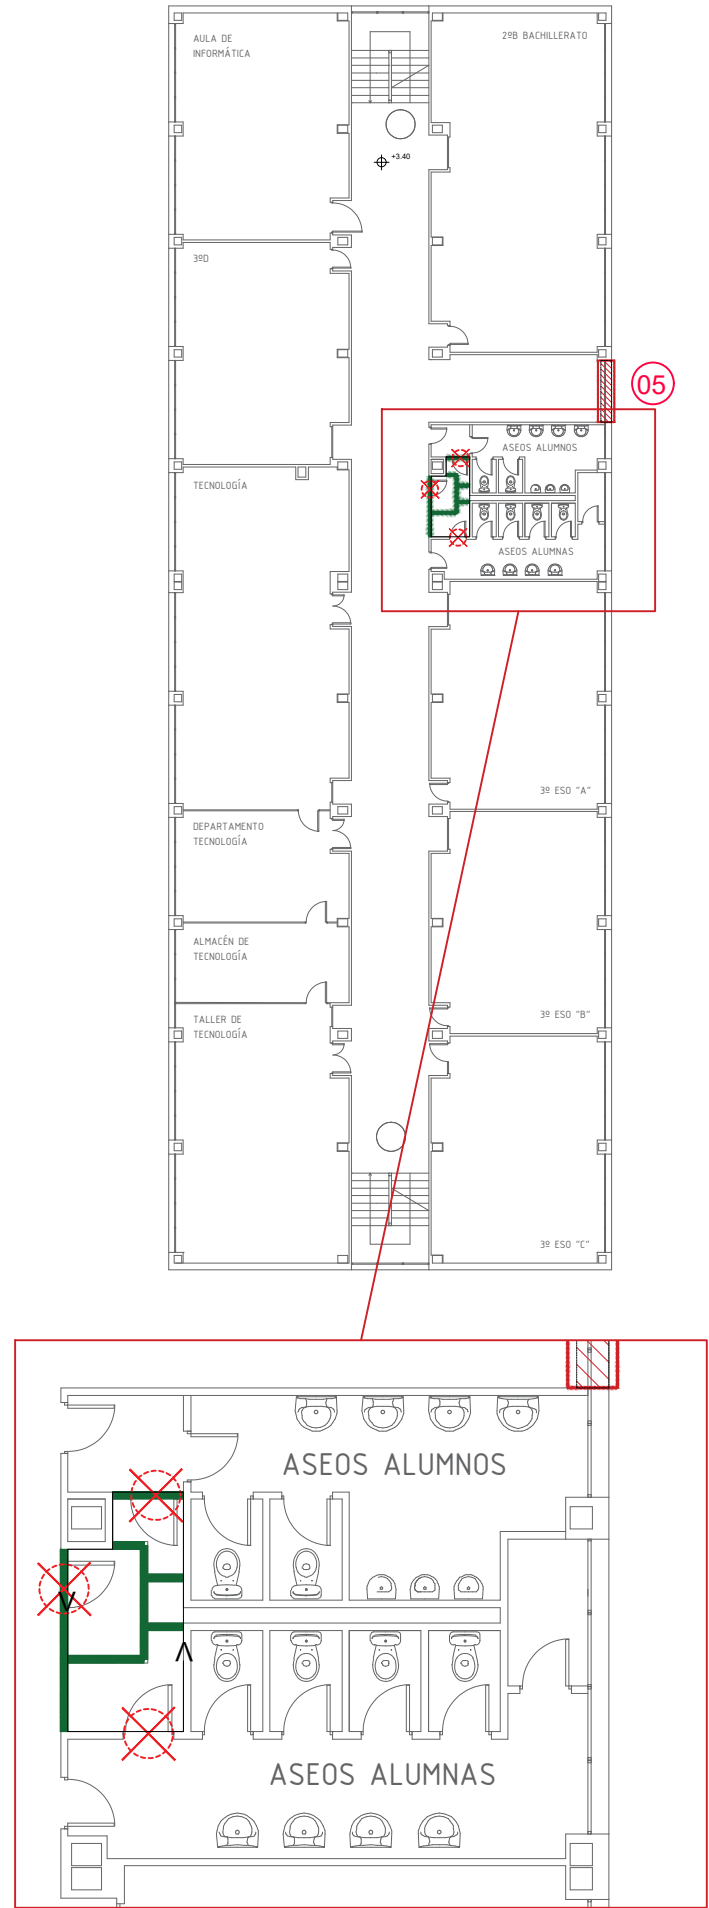 AULA DE
INFORMÁTICA
2ºB BACHILLERATO
+3.40
3ºD
05
ASEOS ALUMNOS
TECNOLOGÍA
ASEOS ALUMNAS
3º ESO "A"
DEPARTAMENTO
TECNOLOGÍA
ALMACÉN DE
TECNOLOGÍA
3º ESO "B"
TALLER DE
TECNOLOGÍA
3º ESO "C"
ASEOS ALUMNOS
ASEOS ALUMNAS